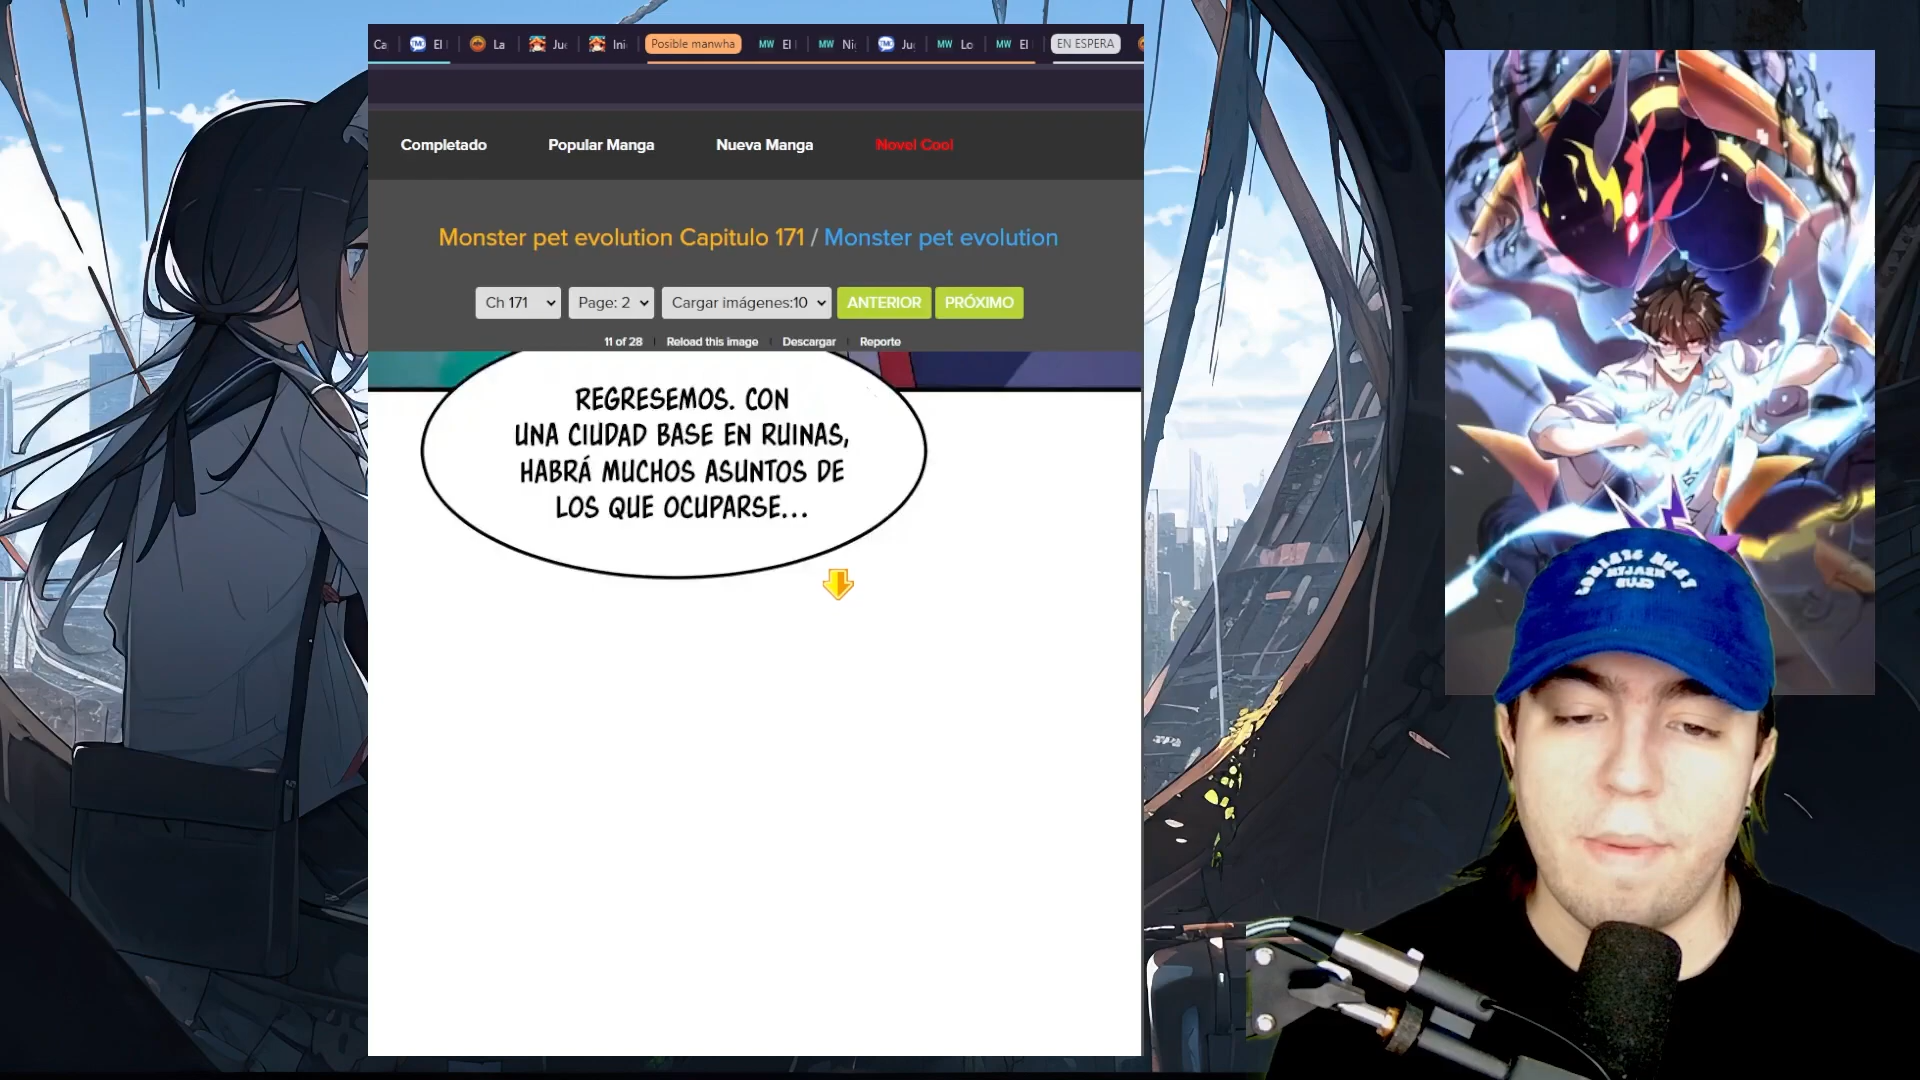 Ca
El
La
Ju
Ini
Posible manwha
MW El
MW Ni
Ju
MW Lo
MW El
EN ESPERA
Completado
Popular Manga
Nueva Manga
Novel Cool
Monster pet evolution Capitulo 171 / Monster pet evolution
Ch 171
Page: 2
Cargar imágenes:10
ANTERIOR
PRÓXIMO
11 of 28
Reload this image
Descargar
Reporte
REGRESEMOS. CON
UNA CIUDAD BASE EN RUINAS,
HABRÁ MUCHOS ASUNTOS DE
LOS QUE OCUPARSE...